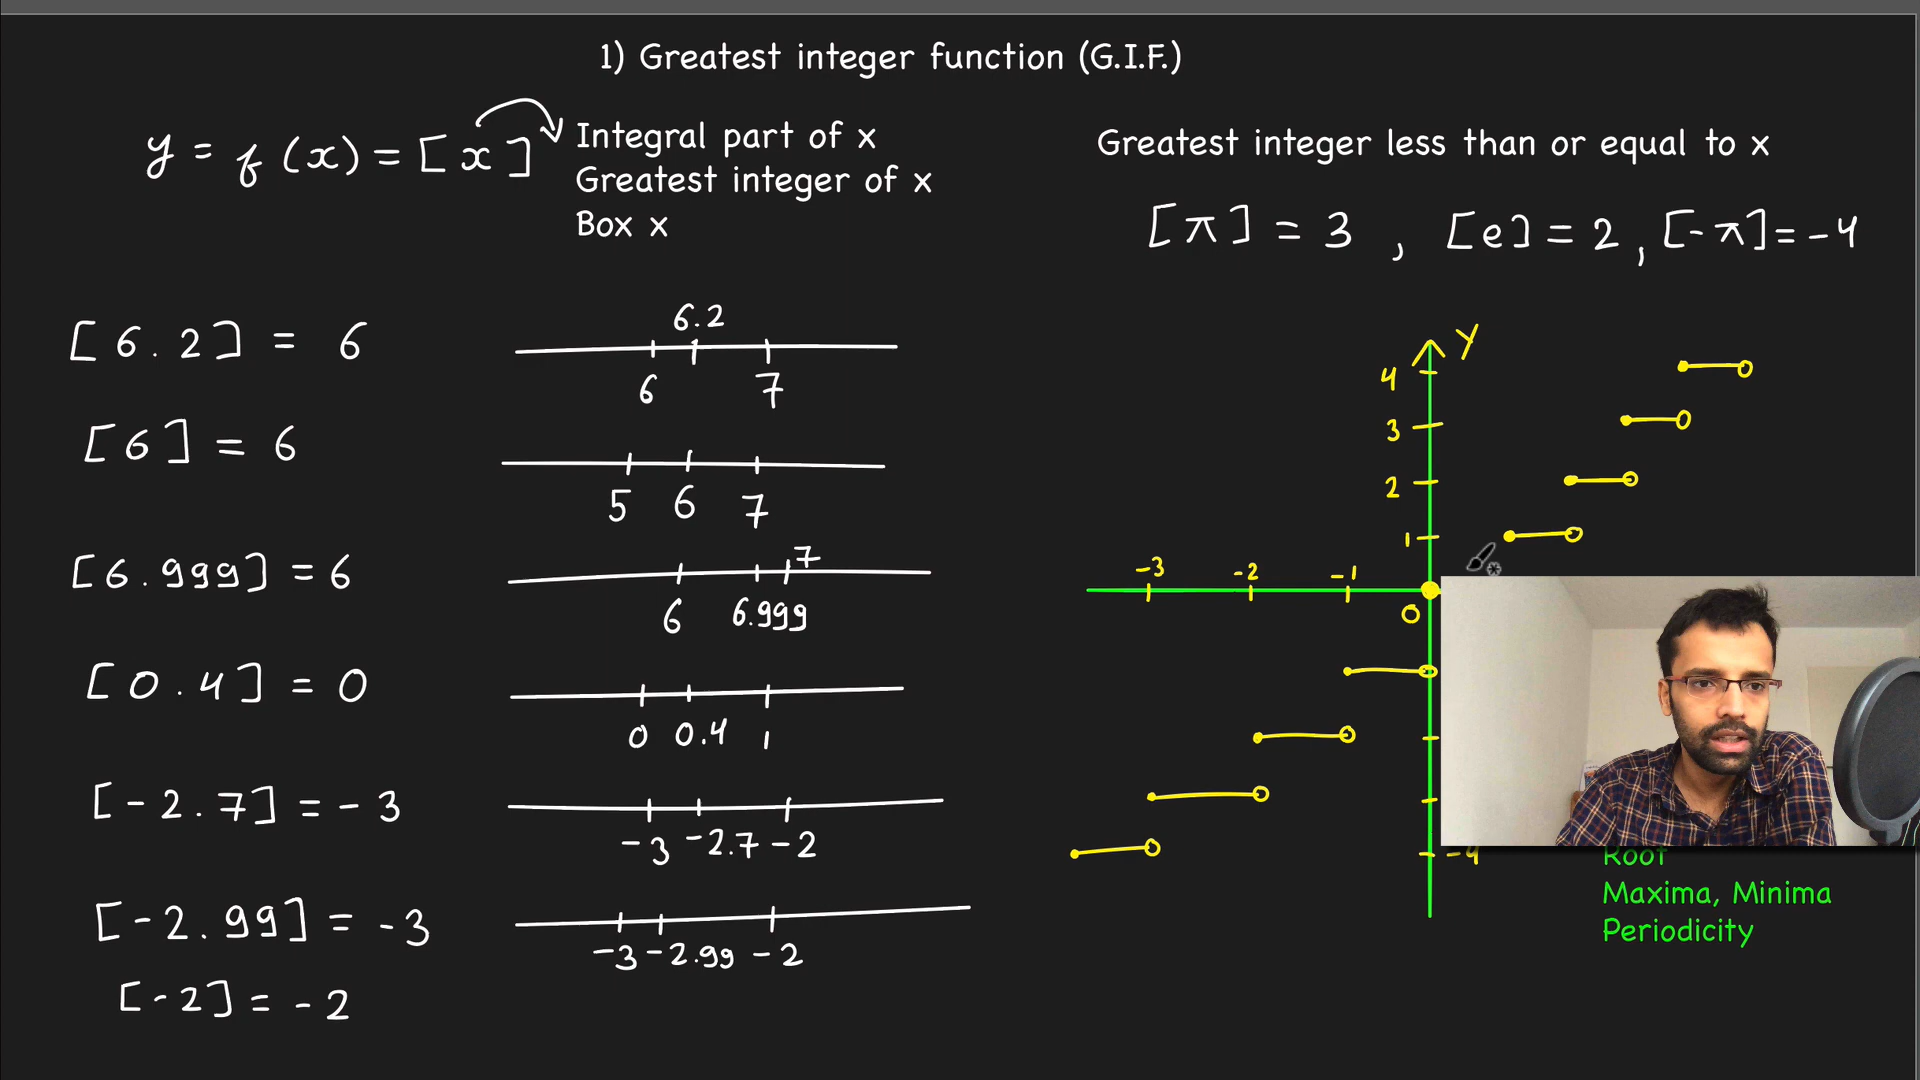 1) Greatest integer function (G.I.F.)
y = f(x) = [x]
Integral part of x
Greatest integer of x
Box x
Greatest integer less than or equal to x
[π] = 3 , [e] = 2 , [-π] = -4
[6.2] = 6
6.2
6 7
[6] = 6
5 6 7
[6.999] = 6
7
6 6.999
[0.4] = 0
0 0.4 1
[-2.7] = -3
-3 -2.7 -2
[-2.99] = -3
-3 -2.99 -2
[-2] = -2
Y
4
3
2
1
-3 -2 -1
0
-4
Root
Maxima, Minima
Periodicity